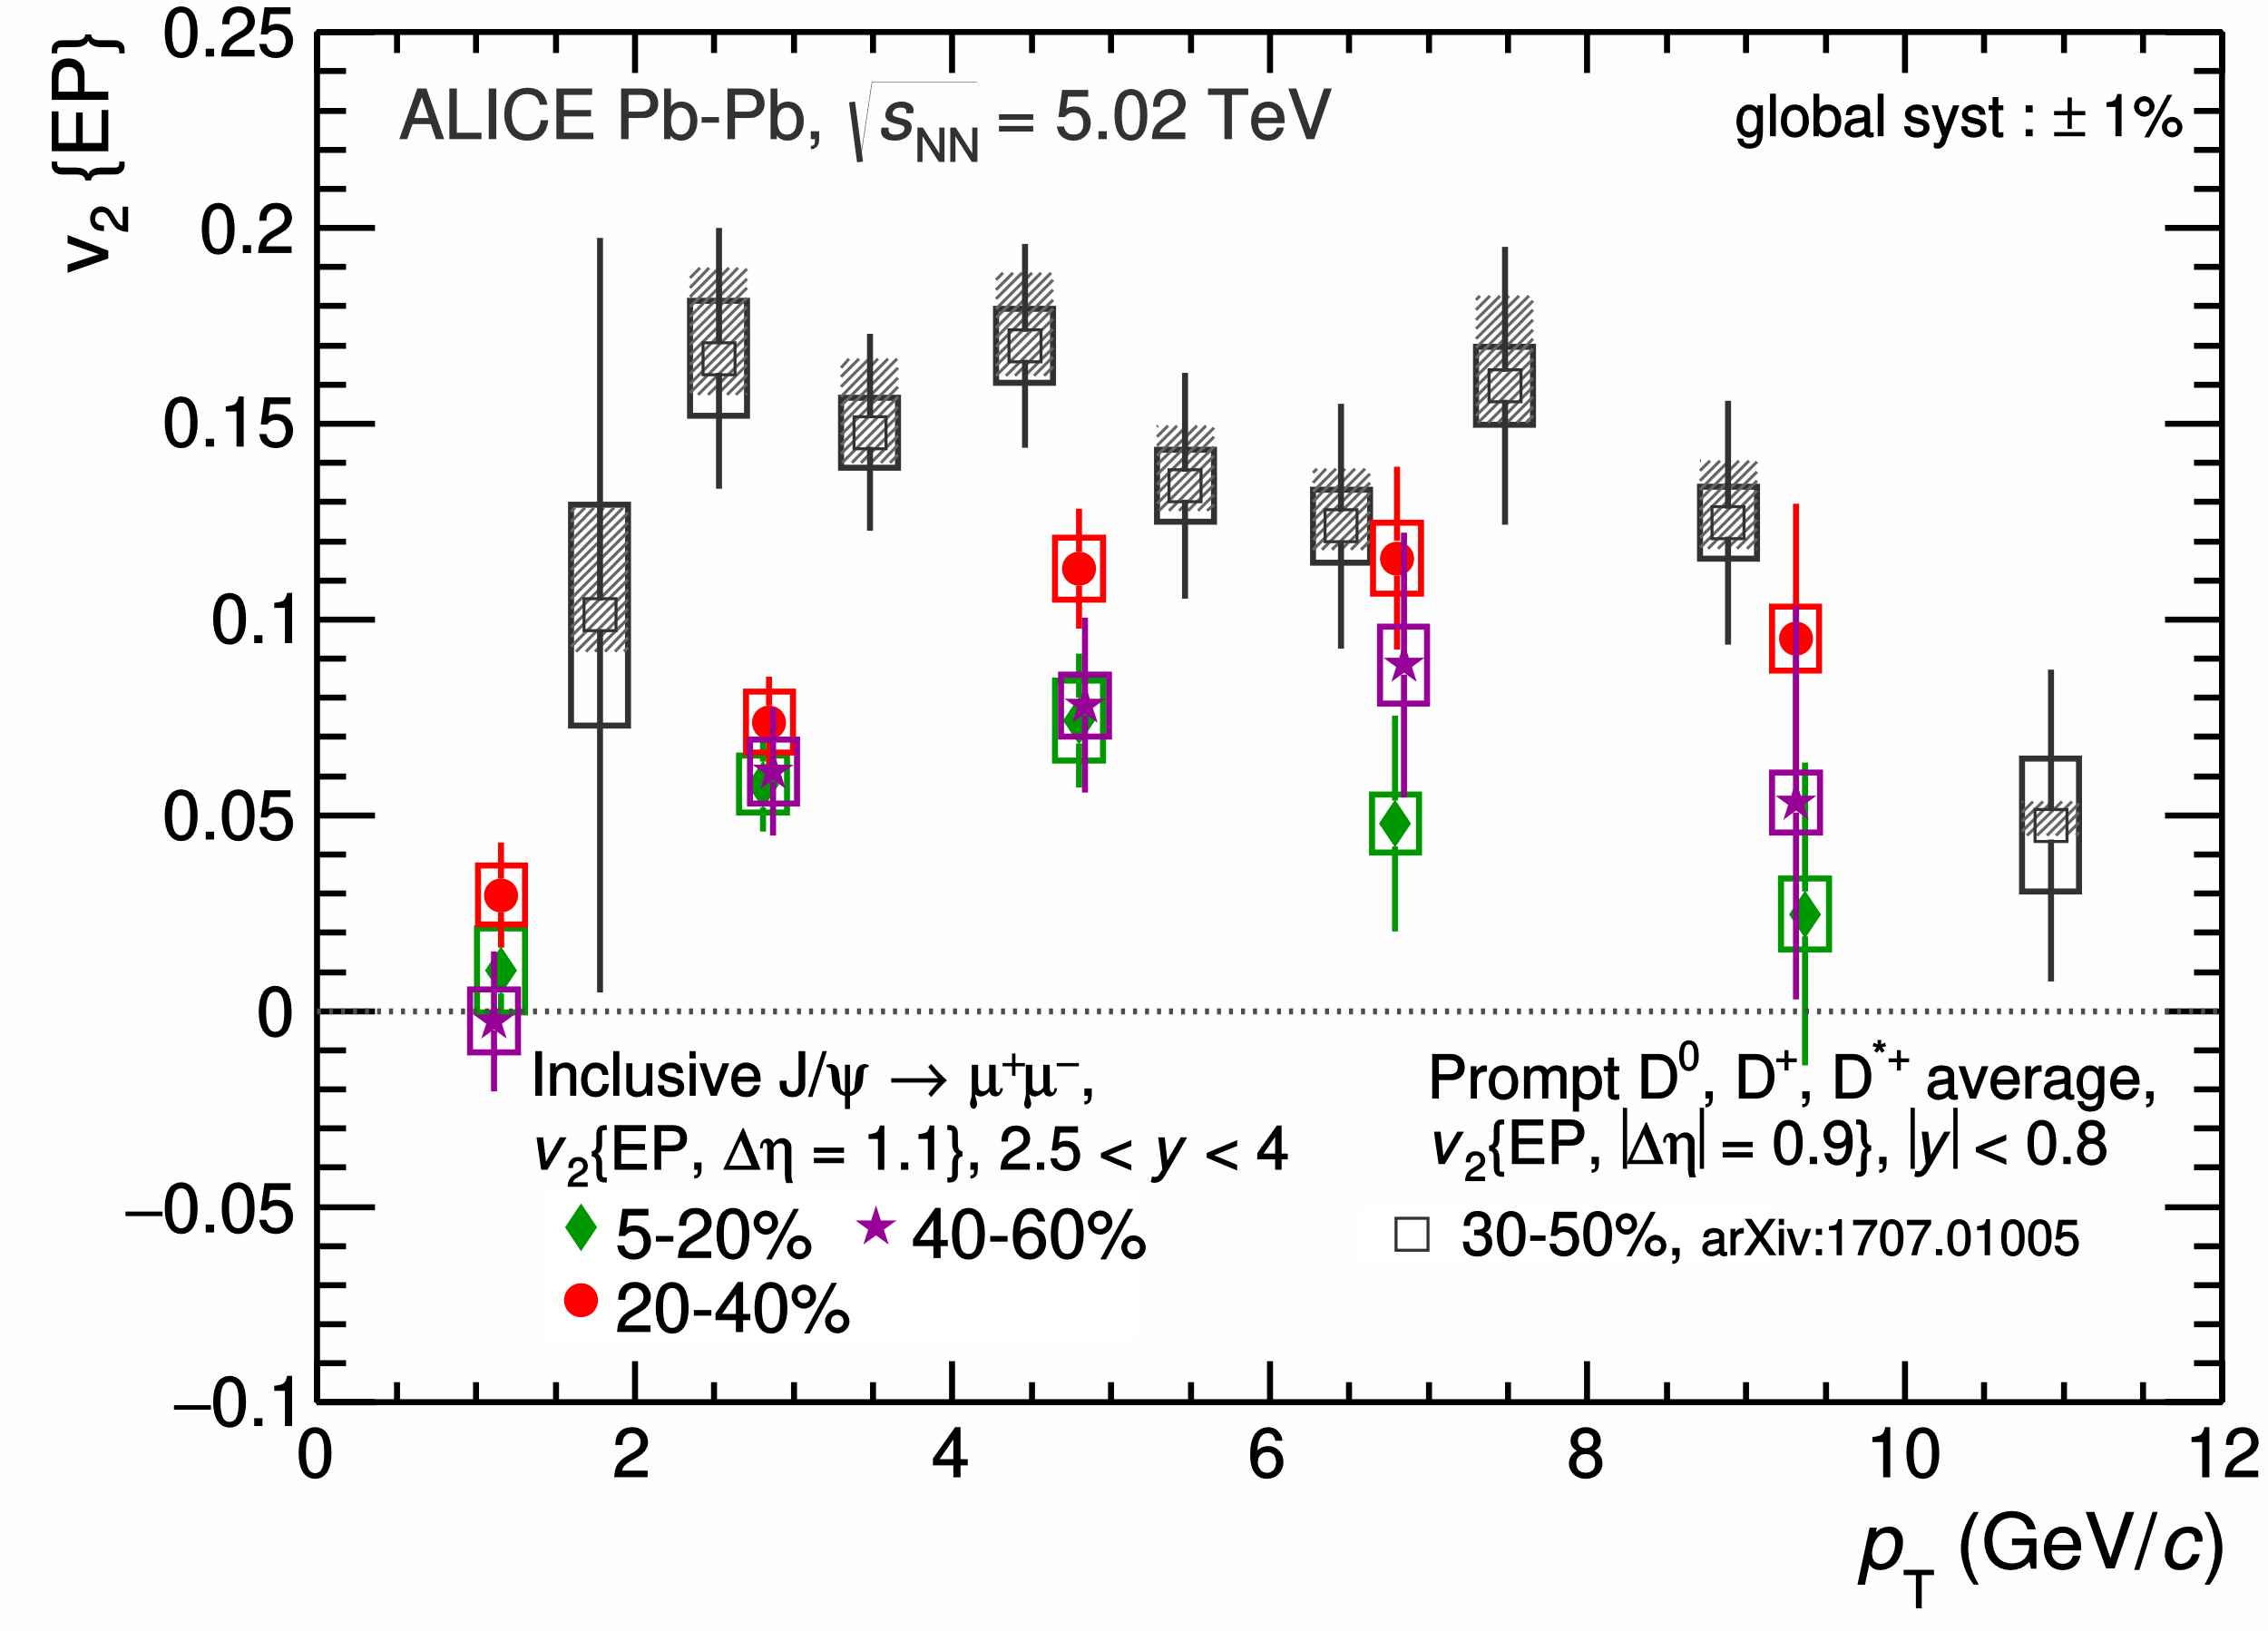 v2 {EP}
0.25
0.2
0.15
0.1
0.05
0
−0.05
−0.1
ALICE Pb-Pb, √sNN = 5.02 TeV
global syst : ± 1%
Inclusive J/ψ → μ+μ−,
v2{EP, Δη = 1.1}, 2.5 < y < 4
5-20%
40-60%
20-40%
Prompt D0, D+, D*+ average,
v2{EP, |Δη| = 0.9}, |y| < 0.8
30-50%, arXiv:1707.01005
0 2 4 6 8 10 12
pT (GeV/c)